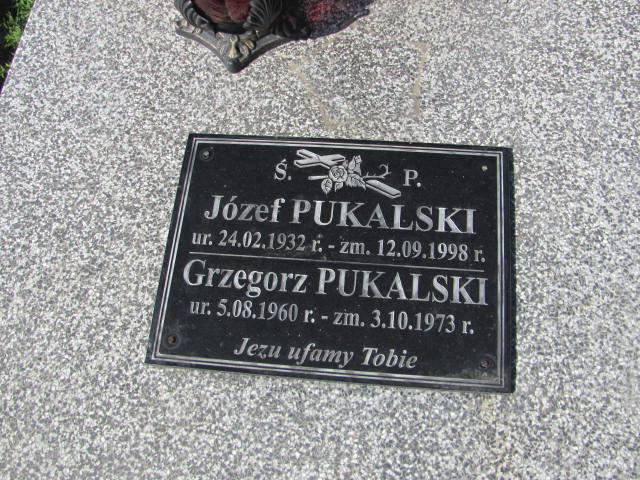 Ś. P.
Józef PUKALSKI
ur. 24.02.1932 r. - zm. 12.09.1998 r.
Grzegorz PUKALSKI
ur. 5.08.1960 r. - zm. 3.10.1973 r.
Jezu ufamy Tobie